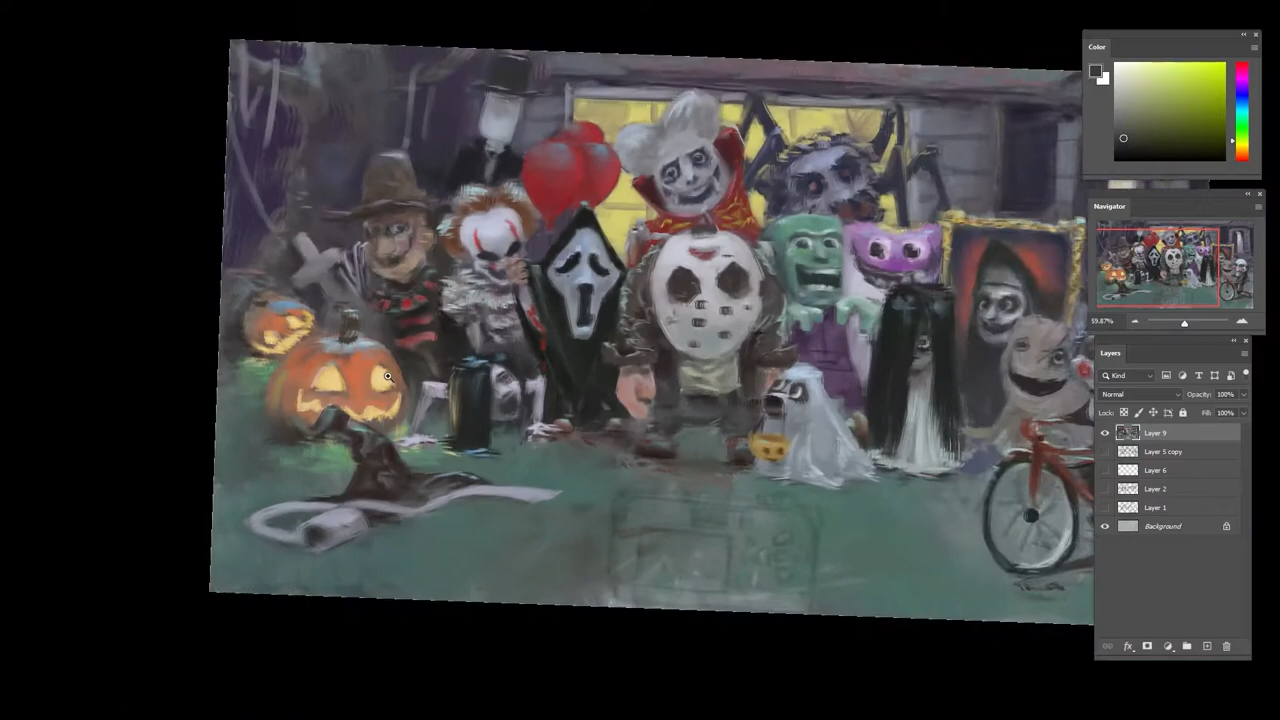 Color
Navigator
59.87%
Layers
Kind
Normal
Opacity: 100%
Lock:
Fill: 100%
Layer 9
Layer 5 copy
Layer 6
Layer 2
Layer 1
Background
fx